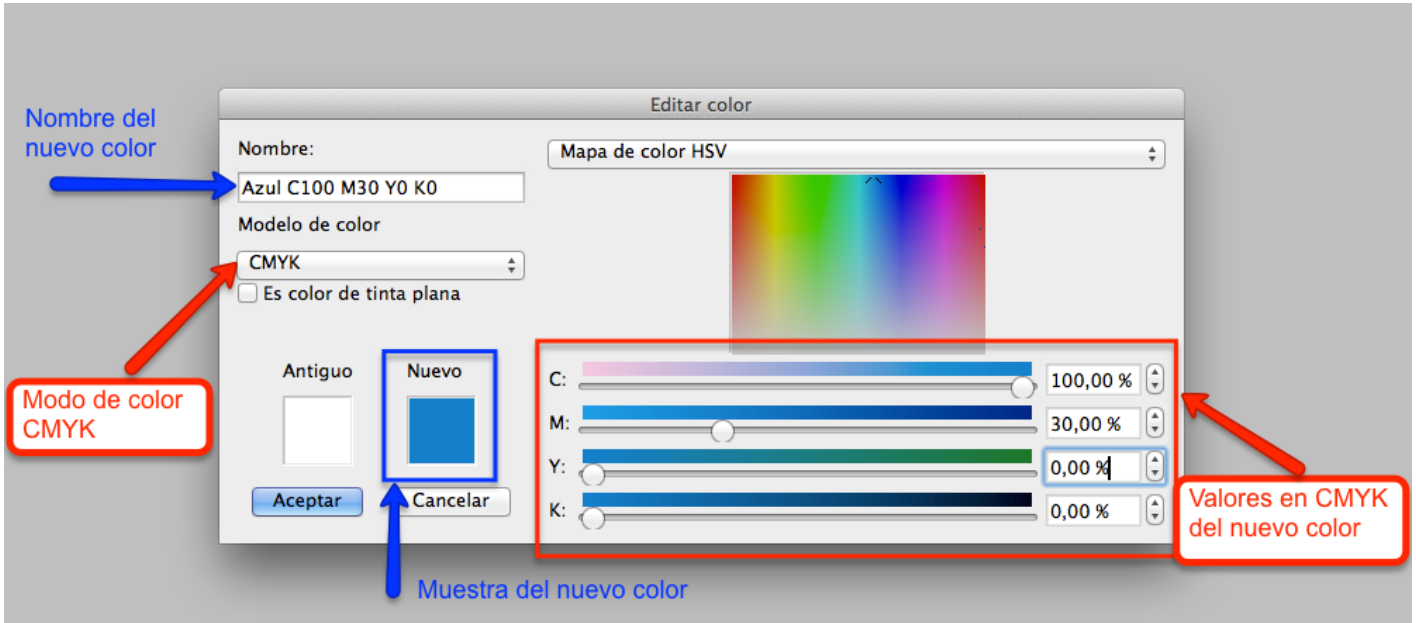 Editar color
Nombre del
nuevo color
Nombre:
Mapa de color HSV
Azul C100 M30 Y0 K0
Modelo de color
CMYK
Es color de tinta plana
Antiguo
Nuevo
C:
100,00 %
Modo de color
CMYK
M:
30,00 %
Y:
0,00 %
Aceptar
Cancelar
K:
0,00 %
Valores en CMYK
del nuevo color
Muestra del nuevo color